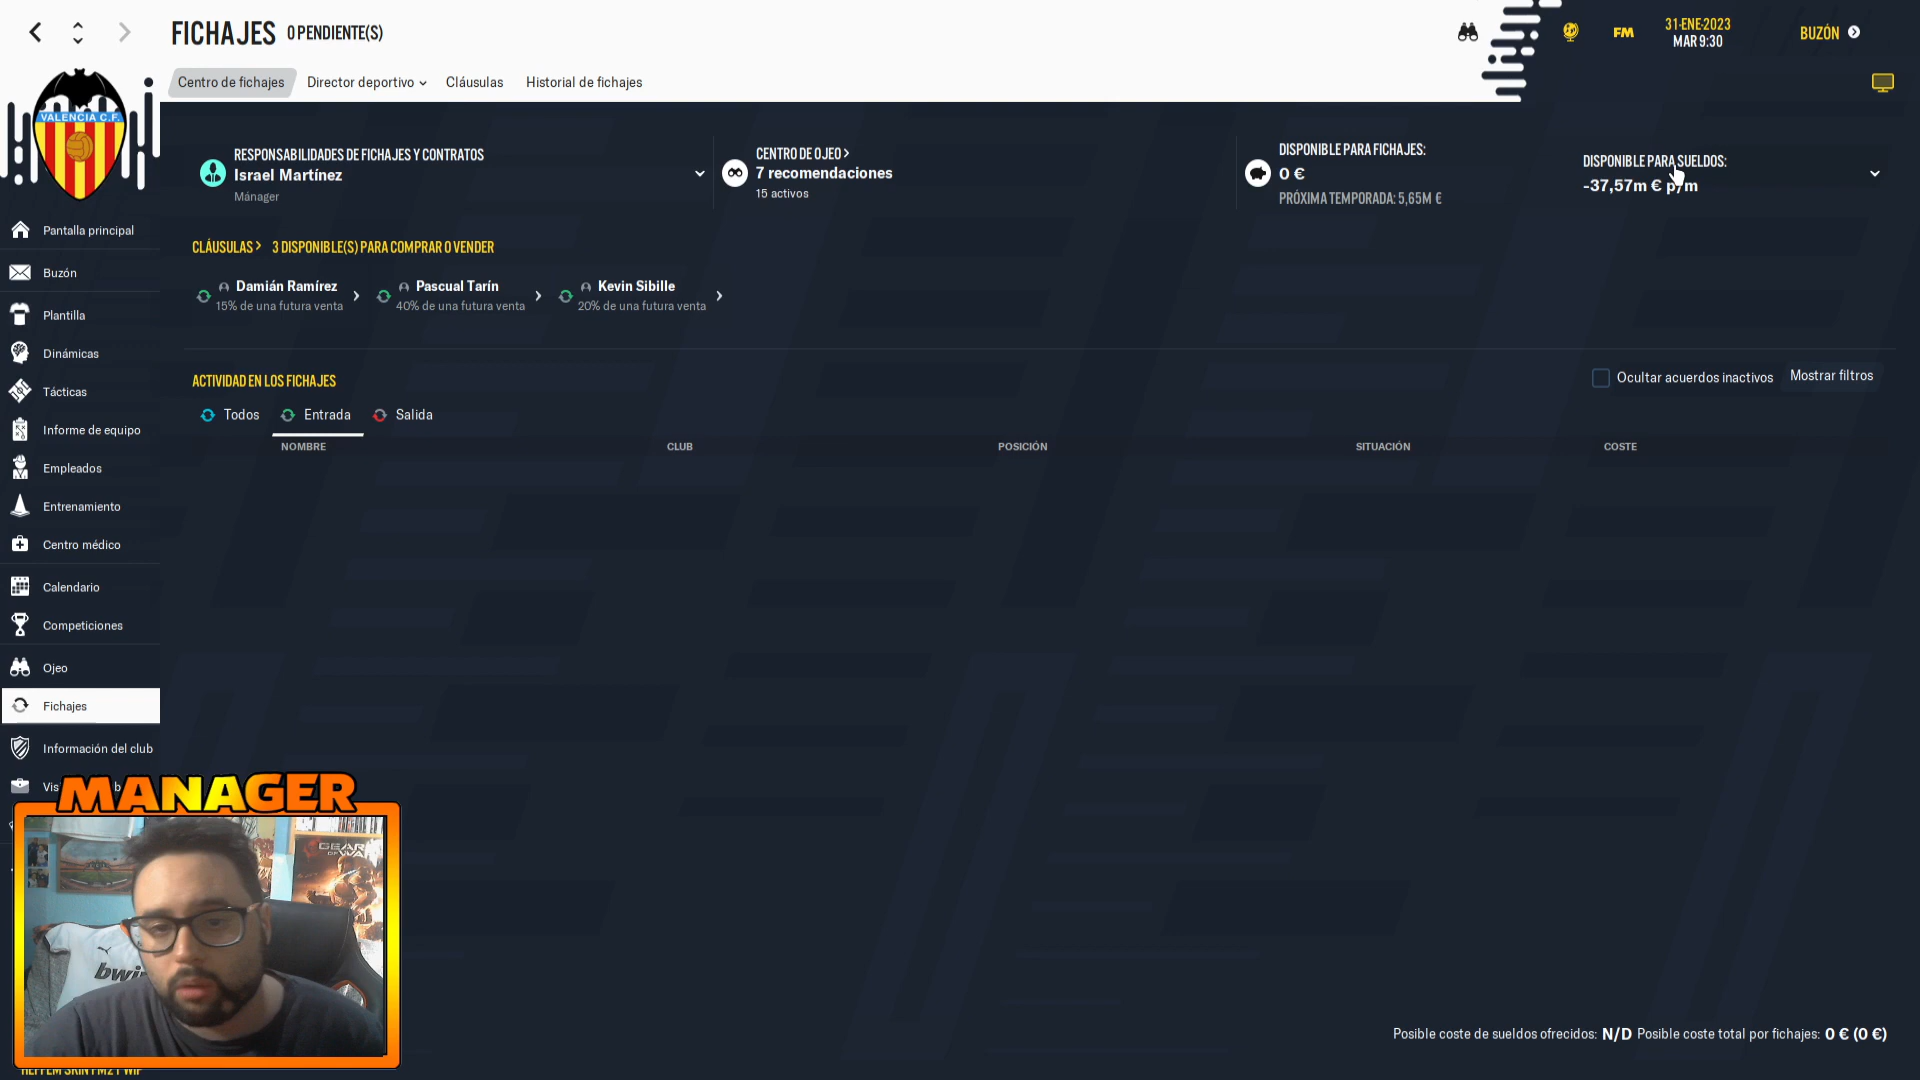 FICHAJES 0 PENDIENTE(S)
FM
31-ENE-2023
MAR 9:30
BUZÓN
Centro de fichajes Director deportivo Cláusulas Historial de fichajes
VALENCIA C.F.
RESPONSABILIDADES DE FICHAJES Y CONTRATOS
Israel Martínez
Mánager
CENTRO DE OJEO >
7 recomendaciones
15 activos
DISPONIBLE PARA FICHAJES:
0 €
PRÓXIMA TEMPORADA: 5,65M €
DISPONIBLE PARA SUELDOS:
-37,57m € p/m
CLÁUSULAS > 3 DISPONIBLE(S) PARA COMPRAR O VENDER
Damián Ramírez
15% de una futura venta
Pascual Tarín
40% de una futura venta
Kevin Sibille
20% de una futura venta
ACTIVIDAD EN LOS FICHAJES
Ocultar acuerdos inactivos Mostrar filtros
Todos Entrada Salida
NOMBRE CLUB POSICIÓN SITUACIÓN COSTE
Pantalla principal
Buzón
Plantilla
Dinámicas
Tácticas
Informe de equipo
Empleados
Entrenamiento
Centro médico
Calendario
Competiciones
Ojeo
Fichajes
Información del club
MANAGER
GEAR
bwi
Posible coste de sueldos ofrecidos: N/D Posible coste total por fichajes: 0 € (0 €)